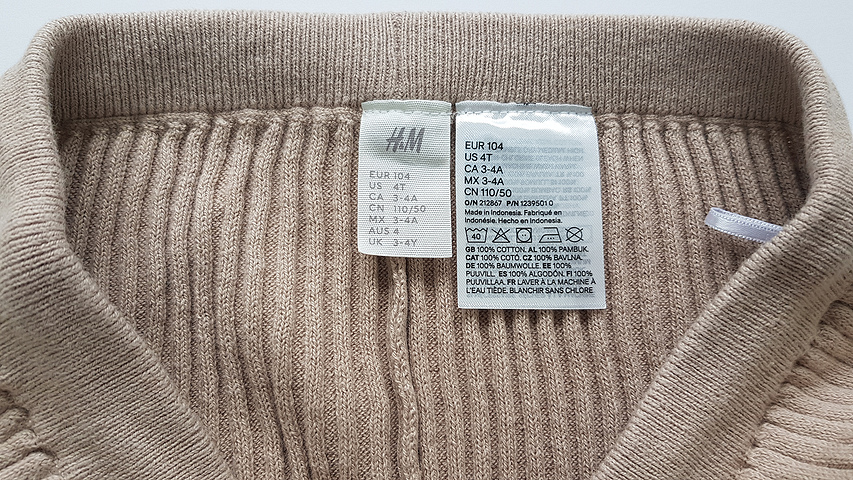 H&M
EUR 104
US 4T
CA 3-4A
CN 110/50
MX 3-4A
AUS 4
UK 3-4Y
EUR 104
US 4T
CA 3-4A
MX 3-4A
CN 110/50
O/N 212867 P/N 1239501 0
Made in Indonesia. Fabriqué en
Indonésie. Hecho en Indonesia.
40
GB 100% COTTON. AL 100% PAMBUK.
CAT 100% COTÓ. CZ 100% BAVLNA.
DE 100% BAUMWOLLE. EE 100%
PUUVILL. ES 100% ALGODÓN. FI 100%
PUUVILLAA. FR LAVER À LA MACHINE À
L'EAU TIÈDE. BLANCHIR SANS CHLORE.